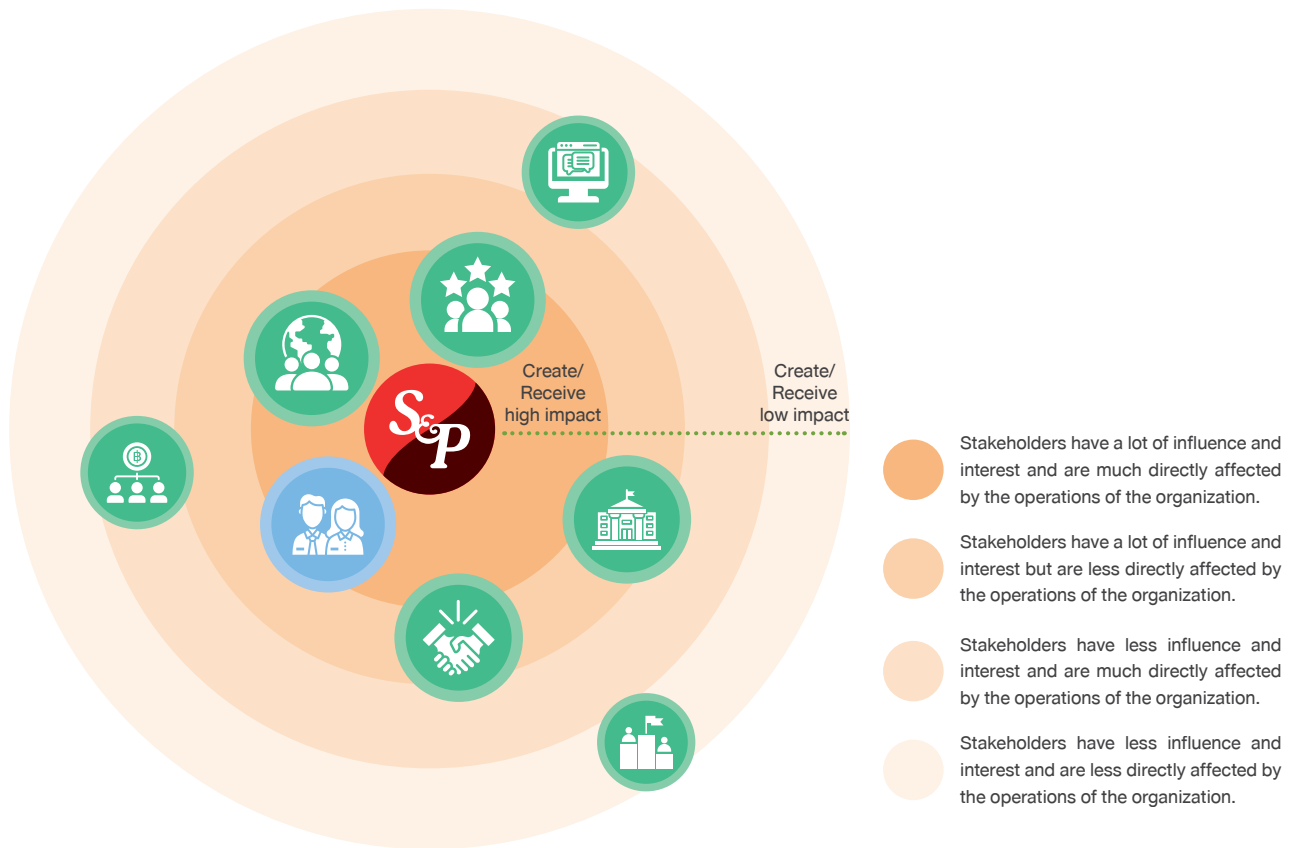 S&P
Create/
Receive
high impact
Create/
Receive
low impact
Stakeholders have a lot of influence and
interest and are much directly affected
by the operations of the organization.
Stakeholders have a lot of influence and
interest but are less directly affected by
the operations of the organization.
Stakeholders have less influence and
interest and are much directly affected
by the operations of the organization.
Stakeholders have less influence and
interest and are less directly affected by
the operations of the organization.